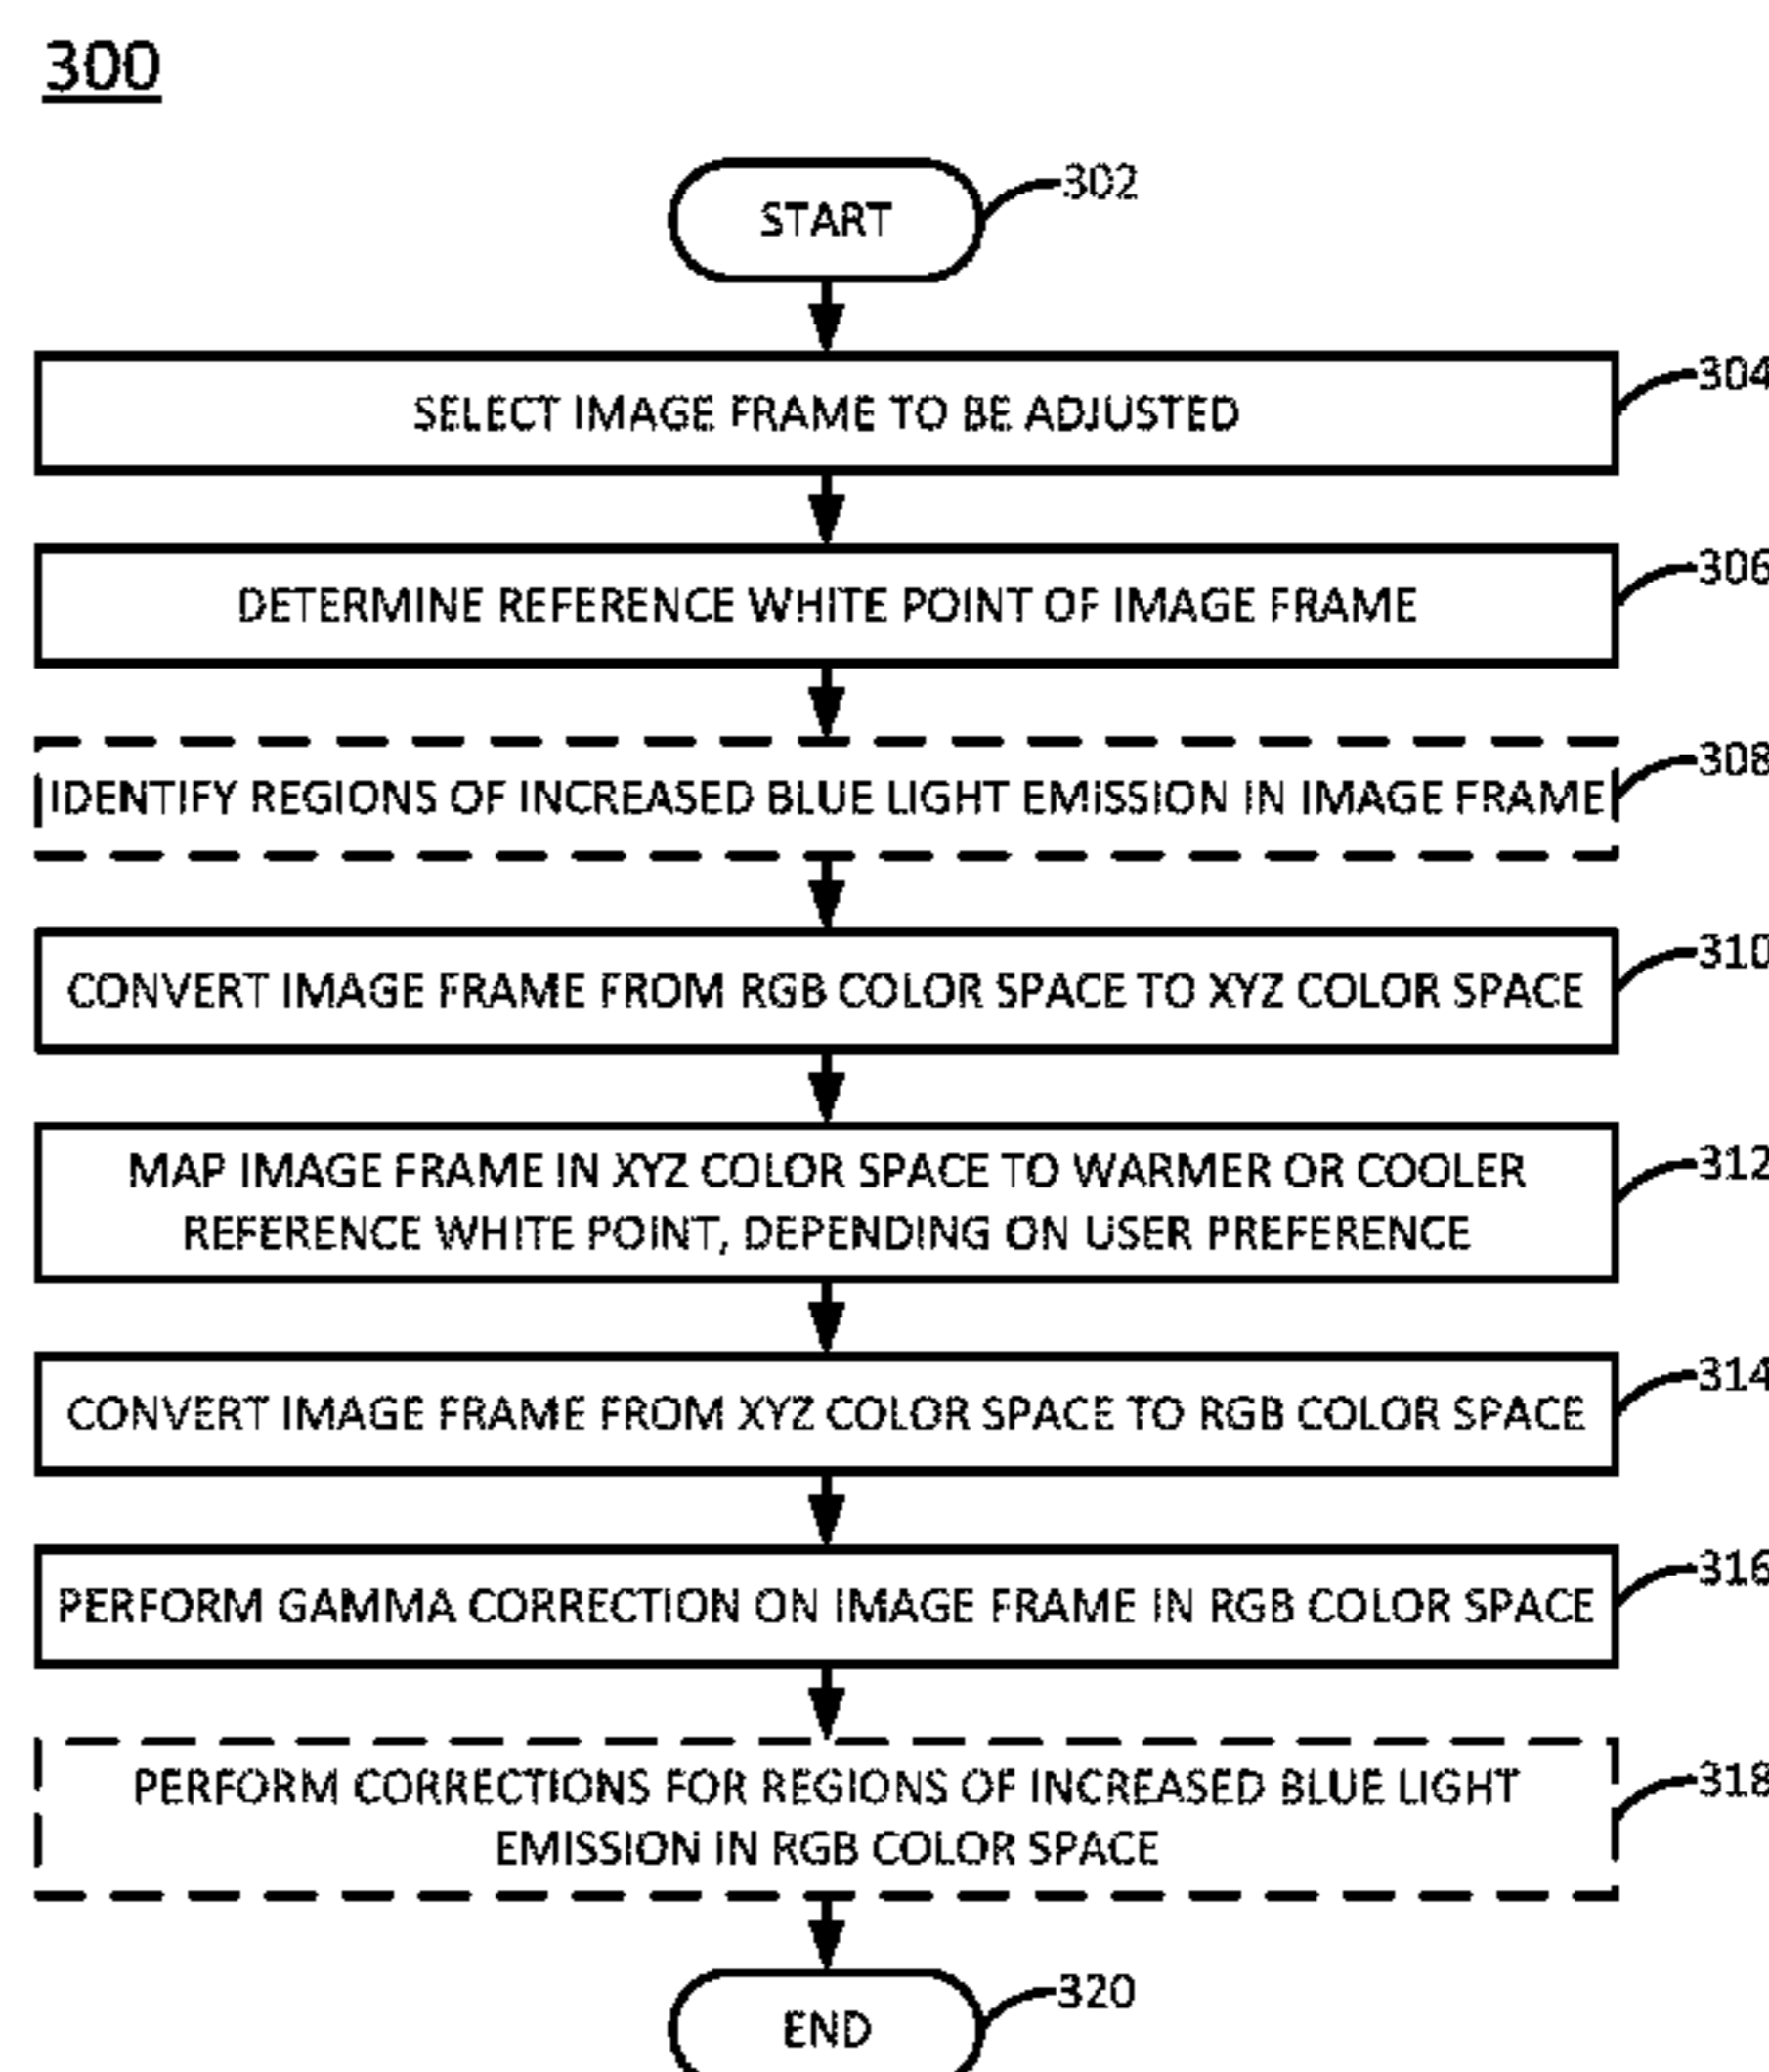 300
START
302
SELECT IMAGE FRAME TO BE ADJUSTED
304
DETERMINE REFERENCE WHITE POINT OF IMAGE FRAME
306
IDENTIFY REGIONS OF INCREASED BLUE LIGHT EMISSION IN IMAGE FRAME
308
CONVERT IMAGE FRAME FROM RGB COLOR SPACE TO XYZ COLOR SPACE
310
MAP IMAGE FRAME IN XYZ COLOR SPACE TO WARMER OR COOLER
REFERENCE WHITE POINT, DEPENDING ON USER PREFERENCE
312
CONVERT IMAGE FRAME FROM XYZ COLOR SPACE TO RGB COLOR SPACE
314
PERFORM GAMMA CORRECTION ON IMAGE FRAME IN RGB COLOR SPACE
316
PERFORM CORRECTIONS FOR REGIONS OF INCREASED BLUE LIGHT
EMISSION IN RGB COLOR SPACE
318
END
320